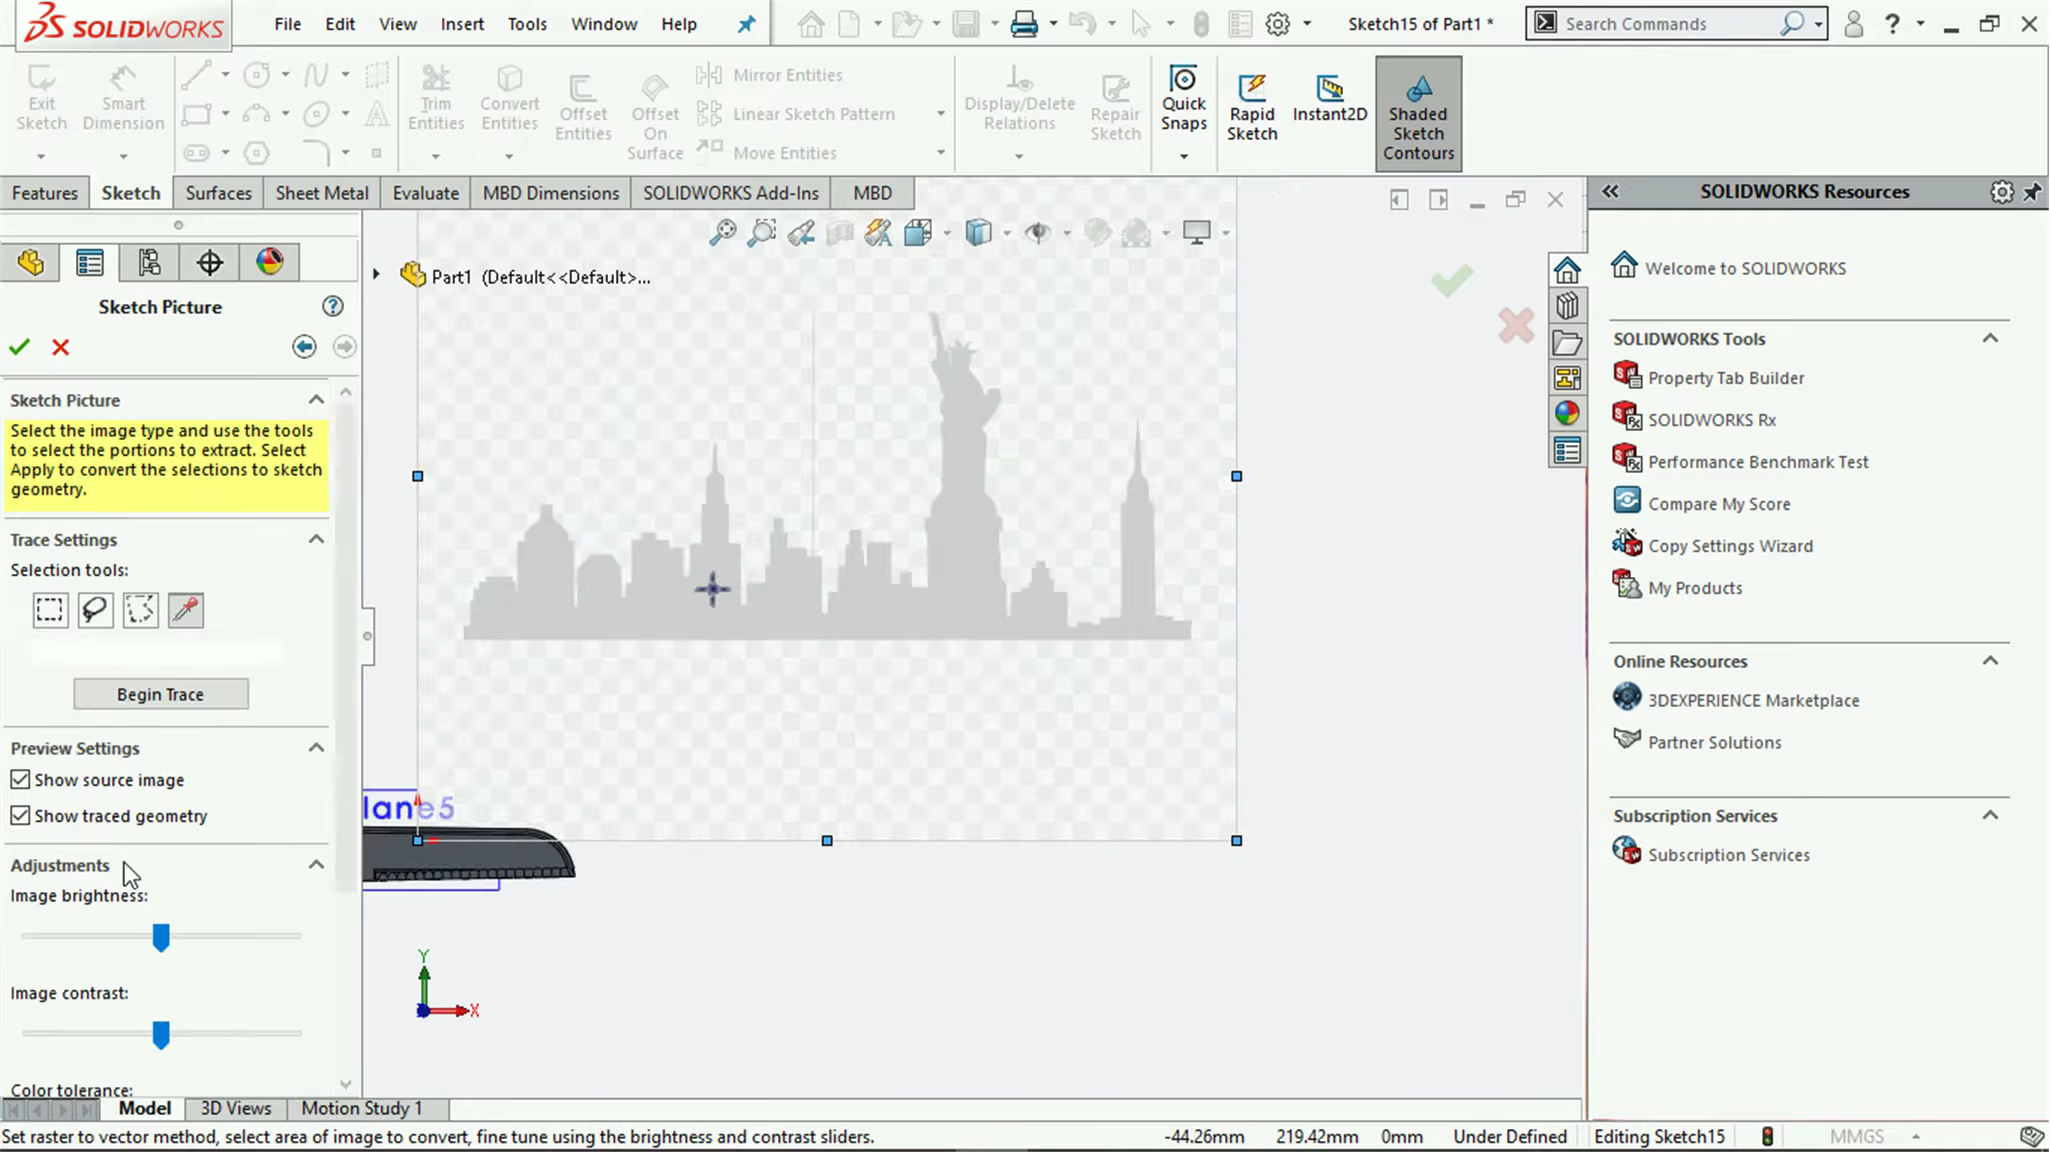 SOLIDWORKS
File Edit View Insert Tools Window Help
Sketch15 of Part1 *
Search Commands
Exit
Sketch
Smart
Dimension
Trim
Entities
Convert
Entities
Offset
Entities
Offset
On
Surface
Mirror Entities
Linear Sketch Pattern
Move Entities
Display/Delete
Relations
Repair
Sketch
Quick
Snaps
Rapid
Sketch
Instant2D
Shaded
Sketch
Contours
Features Sketch Surfaces Sheet Metal Evaluate MBD Dimensions SOLIDWORKS Add-Ins MBD
SOLIDWORKS Resources
Part1 (Default<<Default>...
Sketch Picture
Sketch Picture
Select the image type and use the tools
to select the portions to extract. Select
Apply to convert the selections to sketch
geometry.
Trace Settings
Selection tools:
Begin Trace
Preview Settings
Show source image
Show traced geometry
Adjustments
Image brightness:
Image contrast:
Color tolerance:
lane5
Y
X
Welcome to SOLIDWORKS
SOLIDWORKS Tools
Property Tab Builder
SOLIDWORKS Rx
Performance Benchmark Test
Compare My Score
Copy Settings Wizard
My Products
Online Resources
3DEXPERIENCE Marketplace
Partner Solutions
Subscription Services
Subscription Services
Model 3D Views Motion Study 1
Set raster to vector method, select area of image to convert, fine tune using the brightness and contrast sliders.
-44.26mm 219.42mm 0mm Under Defined Editing Sketch15 MMGS